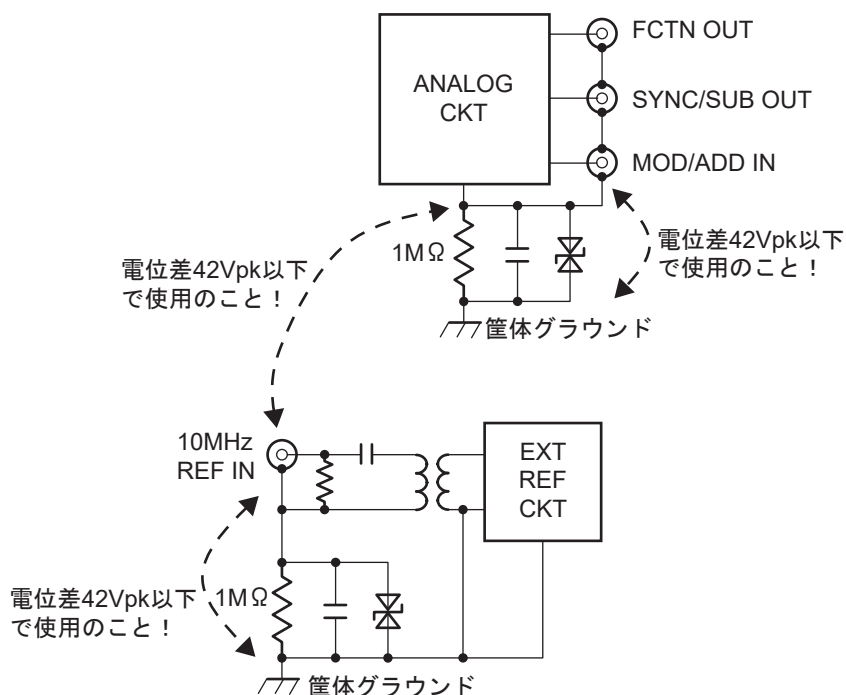 ANALOG
CKT
FCTN OUT
SYNC/SUB OUT
MOD/ADD IN
電位差42Vpk以下
で使用のこと！
1MΩ
電位差42Vpk以下
で使用のこと！
筐体グラウンド
10MHz
REF IN
EXT
REF
CKT
電位差42Vpk以下
で使用のこと！
1MΩ
筐体グラウンド